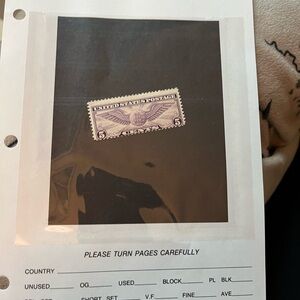 UNITED STATES POSTAGE
5 CENTS 5
PLEASE TURN PAGES CAREFULLY
COUNTRY
UNUSED OG USED BLOCK PL BLK
SHORT SET V.F. FINE AVE